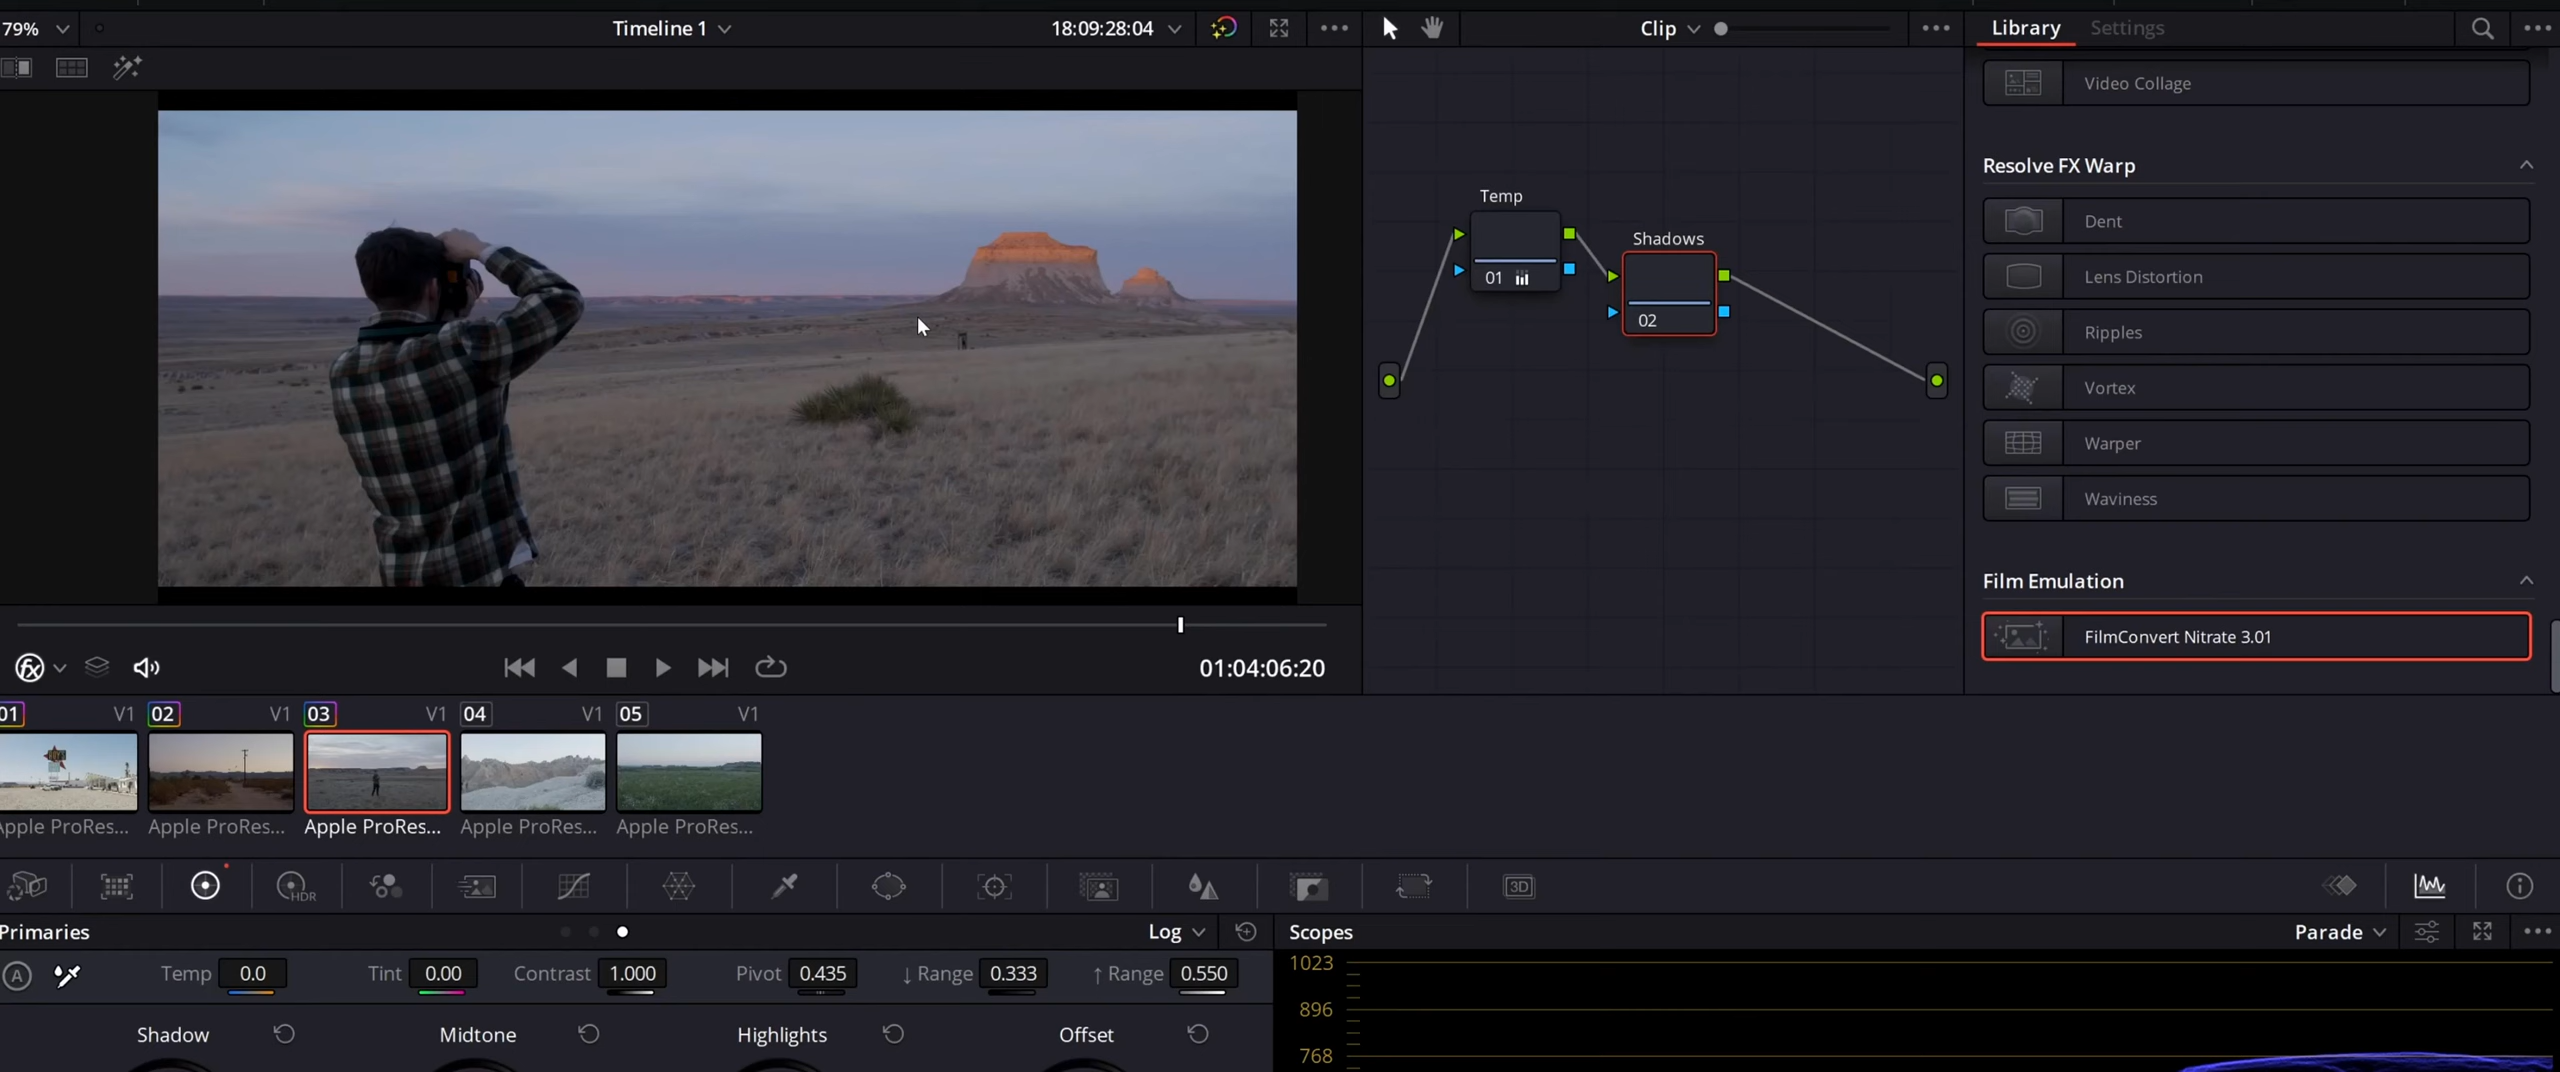 79%
Timeline 1
18:09:28:04
Clip
Library
Settings
Video Collage
Resolve FX Warp
Dent
Lens Distortion
Ripples
Vortex
Warper
Waviness
Film Emulation
FilmConvert Nitrate 3.01
Temp
01
Shadows
02
fx
01:04:06:20
01 V1
02 V1
03 V1
04 V1
05 V1
Apple ProRes...
Apple ProRes...
Apple ProRes...
Apple ProRes...
Apple ProRes...
HDR
3D
Primaries
Log
Scopes
Parade
A
Temp 0.0
Tint 0.00
Contrast 1.000
Pivot 0.435
↓ Range 0.333
↑ Range 0.550
Shadow
Midtone
Highlights
Offset
1023
896
768